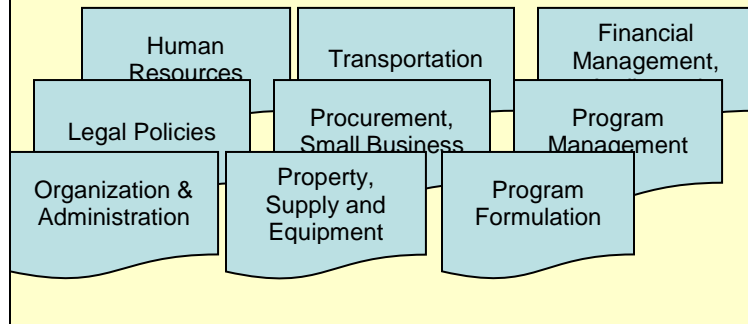 Human
Resources
Transportation
Financial
Management,
Legal Policies
Procurement,
Small Business
Program
Management
Organization &
Administration
Property,
Supply and
Equipment
Program
Formulation